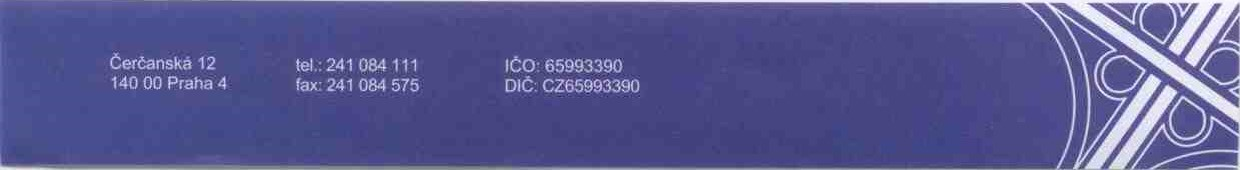 Čerčanská 12
140 00 Praha 4
tel.: 241 084 111
fax: 241 084 575
IČO: 65993390
DIČ: CZ65993390